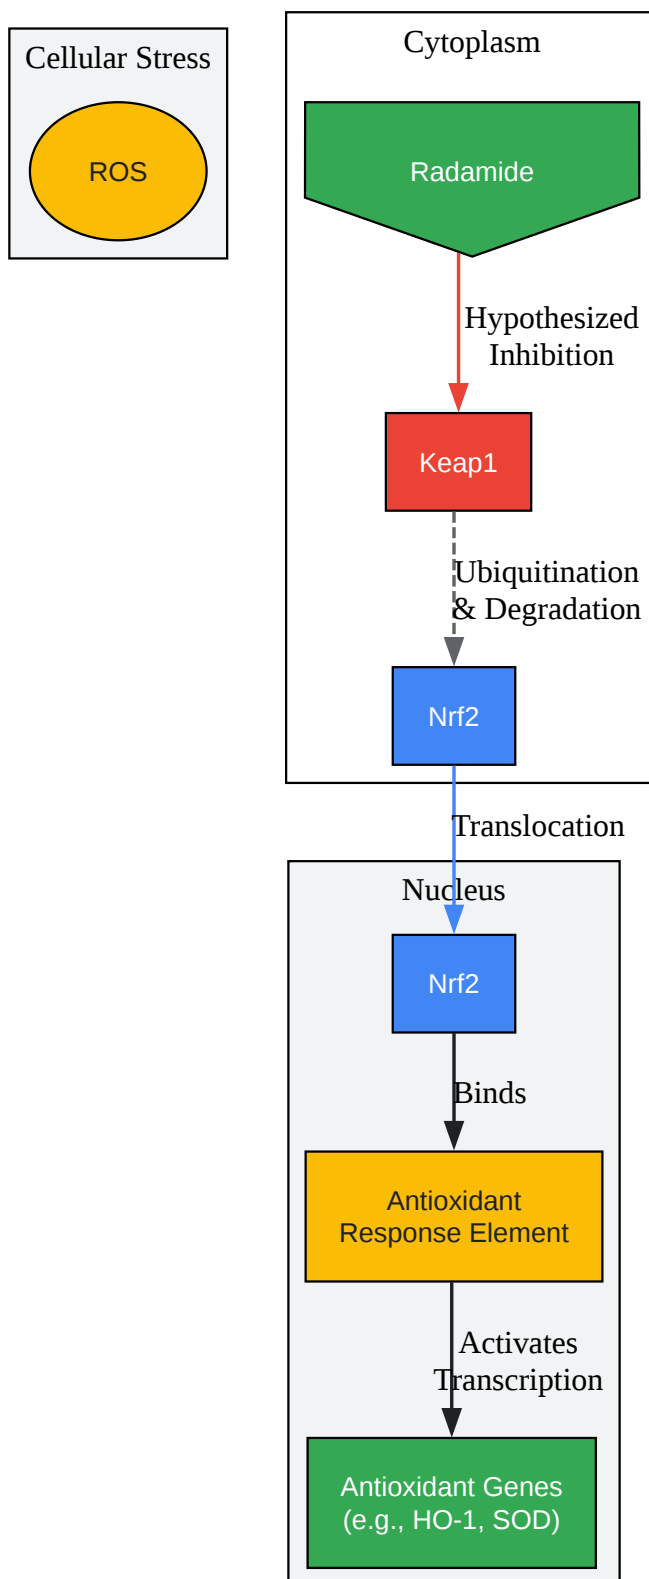 Cellular Stress
ROS
Cytoplasm
Radamide
Hypothesized
Inhibition
Keap1
Ubiquitination
& Degradation
Nrf2
Translocation
Nucleus
Nrf2
Binds
Antioxidant
Response Element
Activates
Transcription
Antioxidant Genes
(e.g., HO-1, SOD)